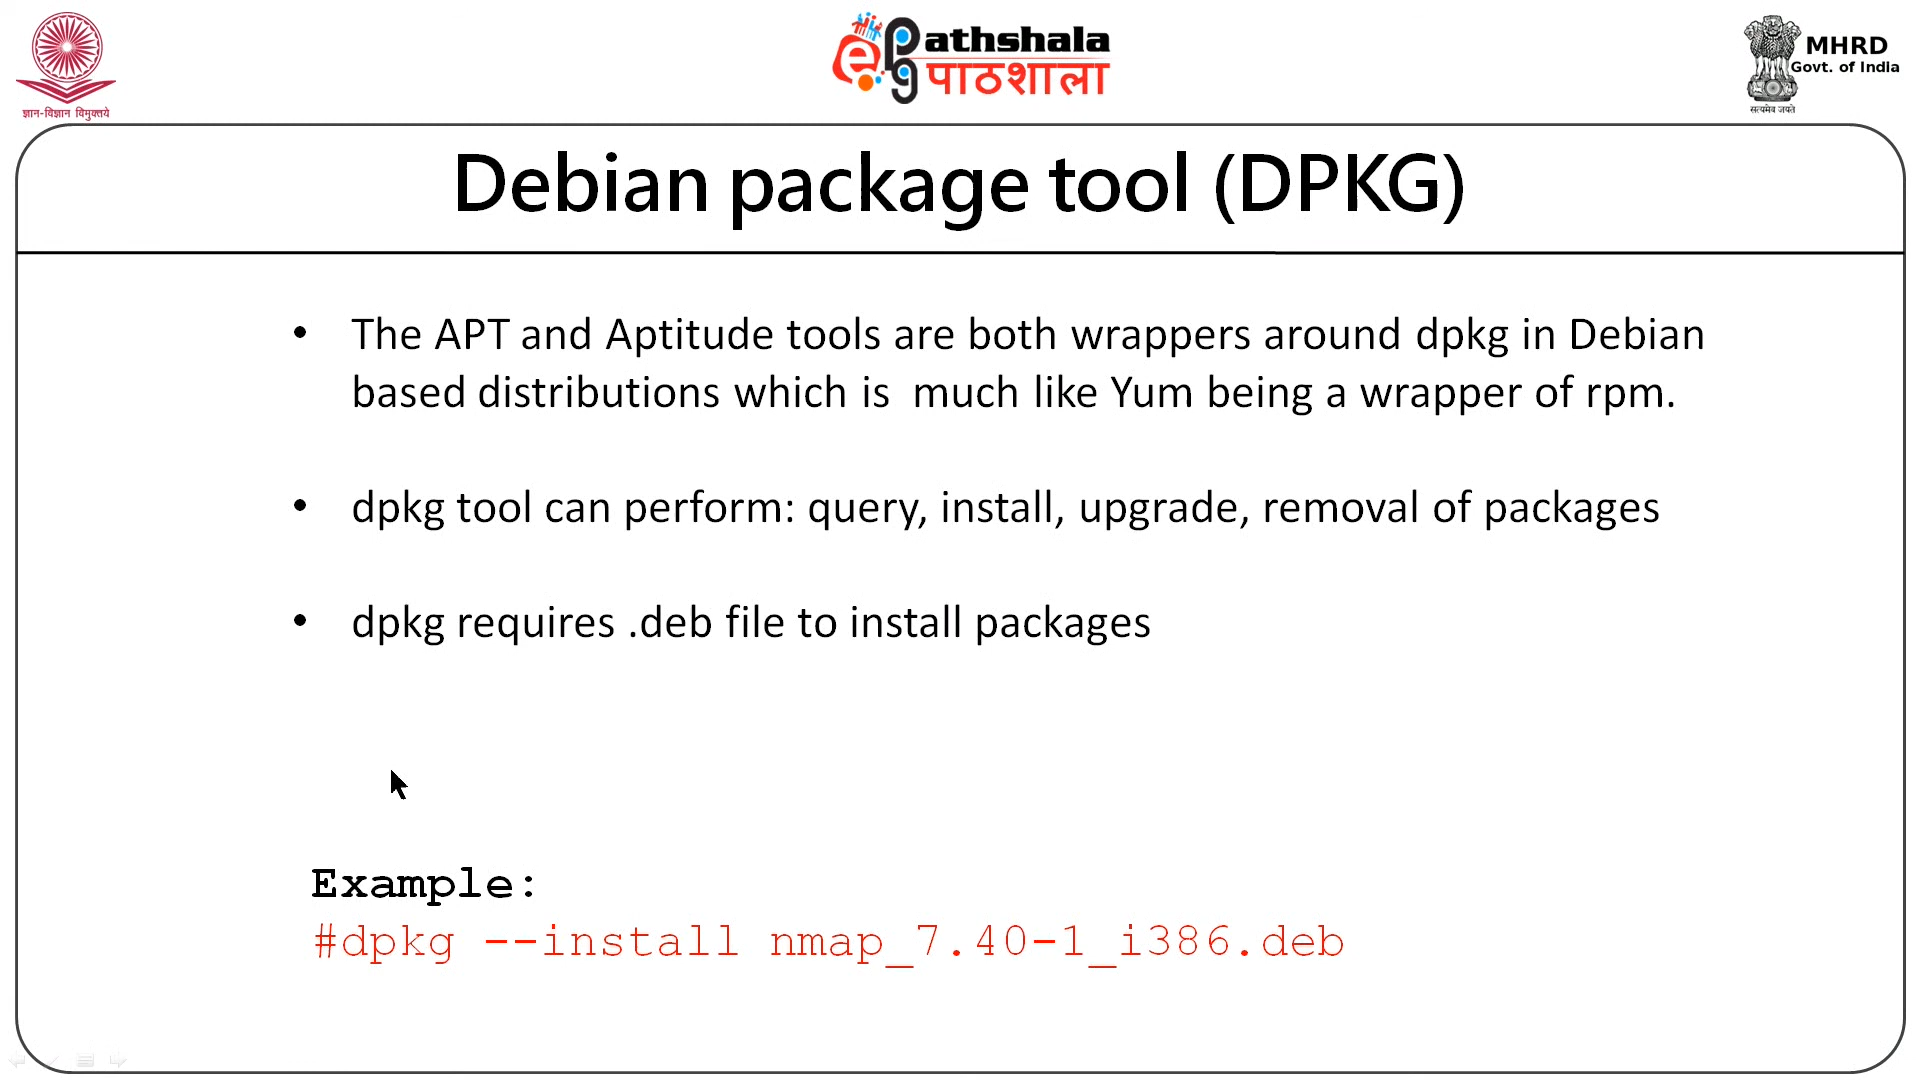 ज्ञान-विज्ञान विमुक्तये
ePathshala
पाठशाला
MHRD
Govt. of India
सत्यमेव जयते
Debian package tool (DPKG)
• The APT and Aptitude tools are both wrappers around dpkg in Debian
based distributions which is  much like Yum being a wrapper of rpm.
• dpkg tool can perform: query, install, upgrade, removal of packages
• dpkg requires .deb file to install packages
Example:
#dpkg --install nmap_7.40-1_i386.deb